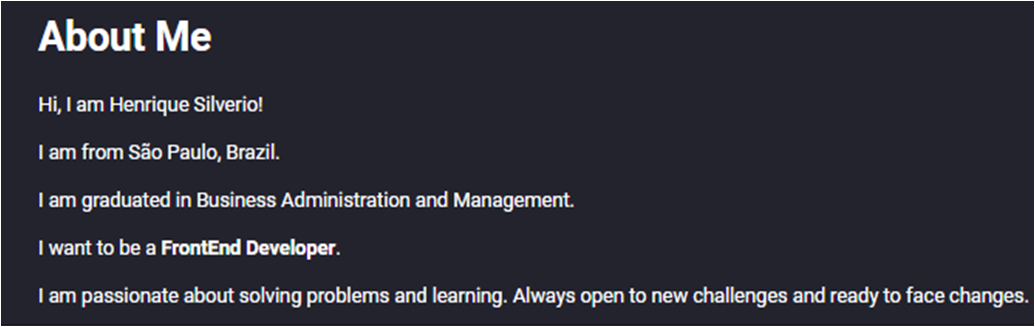 About Me
Hi, I am Henrique Silverio!
I am from São Paulo, Brazil.
I am graduated in Business Administration and Management.
I want to be a FrontEnd Developer.
I am passionate about solving problems and learning. Always open to new challenges and ready to face changes.